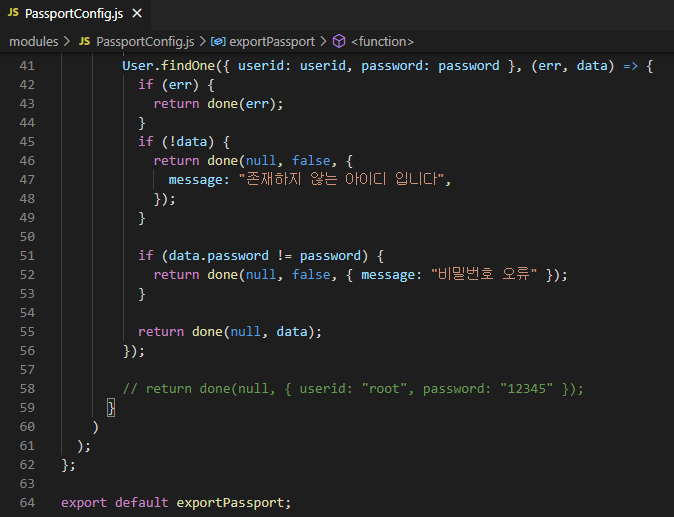 JS PassportConfig.js ×
modules > JS PassportConfig.js > exportPassport > <function>
41 User.findOne({ userid: userid, password: password }, (err, data) => {
42 if (err) {
43 return done(err);
44 }
45 if (!data) {
46 return done(null, false, {
47 message: "존재하지 않는 아이디 입니다",
48 });
49 }
50
51 if (data.password != password) {
52 return done(null, false, { message: "비밀번호 오류" });
53 }
54
55 return done(null, data);
56 });
57
58 // return done(null, { userid: "root", password: "12345" });
59 }
60 )
61 );
62 };
63
64 export default exportPassport;